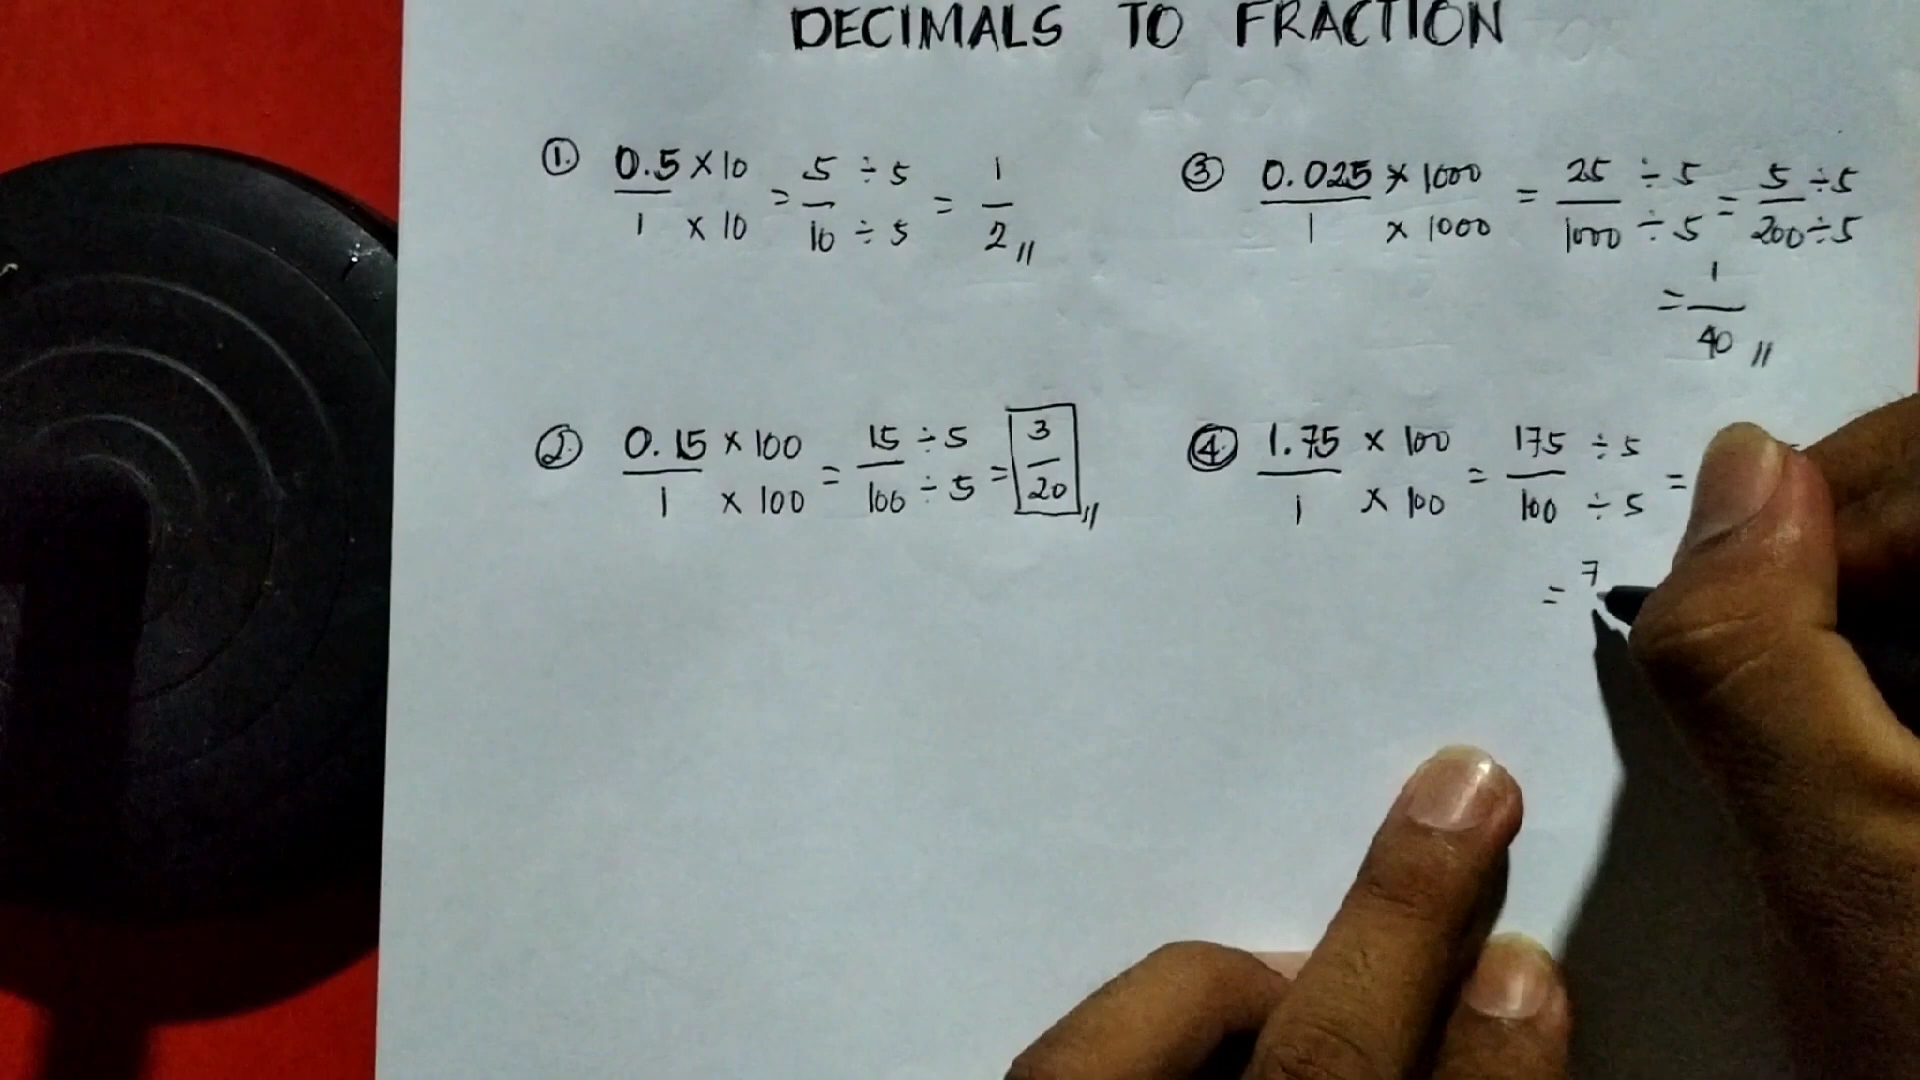 DECIMALS TO FRACTION
① 0.5 × 10 / 1 × 10 = 5 ÷ 5 / 10 ÷ 5 = 1 / 2 //
② 0.15 × 100 / 1 × 100 = 15 ÷ 5 / 100 ÷ 5 = 3 / 20 //
③ 0.025 × 1000 / 1 × 1000 = 25 ÷ 5 / 1000 ÷ 5 = 5 ÷ 5 / 200 ÷ 5
= 1 / 40 //
④ 1.75 × 100 / 1 × 100 = 175 ÷ 5 / 100 ÷ 5 =
= 7